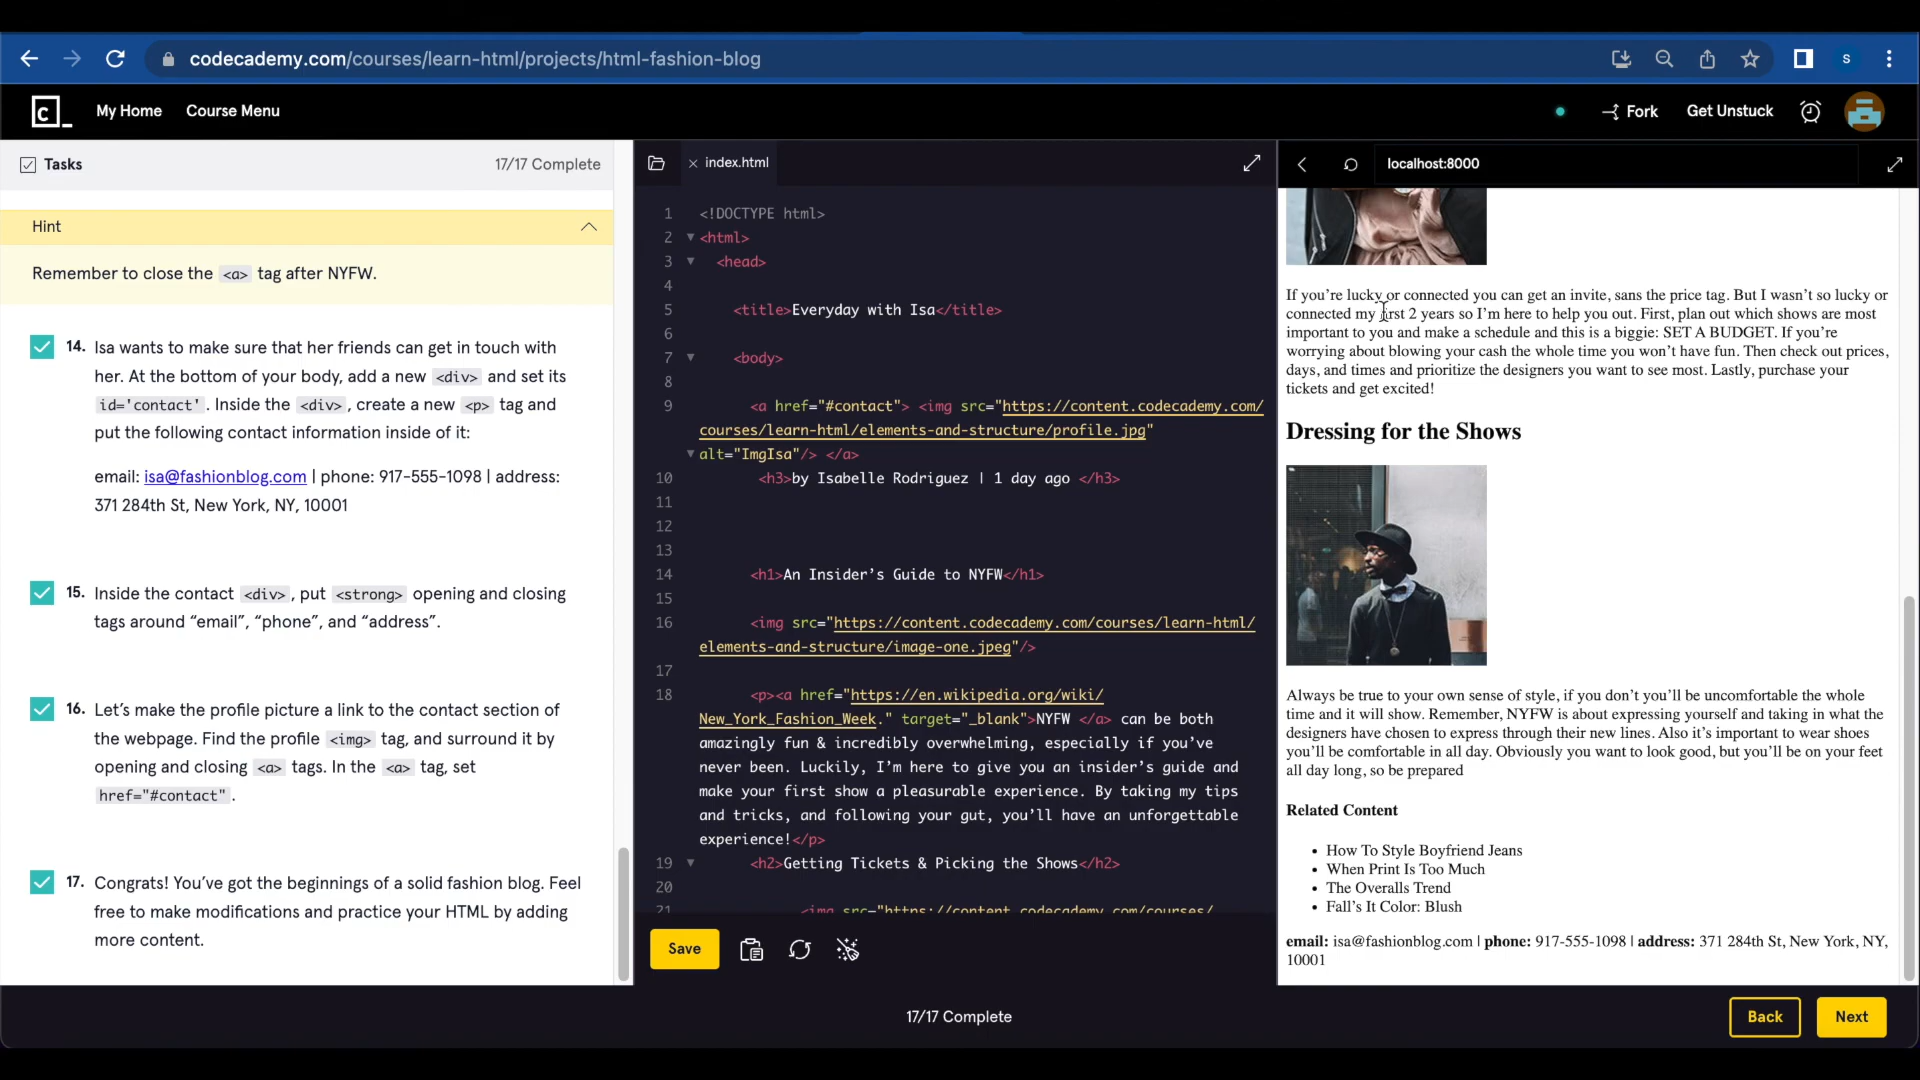 codecademy.com/courses/learn-html/projects/html-fashion-blog
S
C_
My Home
Course Menu
Fork
Get Unstuck
Tasks
17/17 Complete
Hint
Remember to close the <a> tag after NYFW.
14. Isa wants to make sure that her friends can get in touch with
her. At the bottom of your body, add a new <div> and set its
id='contact'. Inside the <div>, create a new <p> tag and
put the following contact information inside of it:
email: isa@fashionblog.com | phone: 917-555-1098 | address:
371 284th St, New York, NY, 10001
15. Inside the contact <div>, put <strong> opening and closing
tags around “email”, “phone”, and “address”.
16. Let’s make the profile picture a link to the contact section of
the webpage. Find the profile <img> tag, and surround it by
opening and closing <a> tags. In the <a> tag, set
href="#contact".
17. Congrats! You’ve got the beginnings of a solid fashion blog. Feel
free to make modifications and practice your HTML by adding
more content.
index.html
1 <!DOCTYPE html>
2 <html>
3 <head>
4
5 <title>Everyday with Isa</title>
6
7 <body>
8
9 <a href="#contact"> <img src="https://content.codecademy.com/
courses/learn-html/elements-and-structure/profile.jpg"
alt="ImgIsa"/> </a>
10 <h3>by Isabelle Rodriguez | 1 day ago </h3>
11
12
13
14 <h1>An Insider’s Guide to NYFW</h1>
15
16 <img src="https://content.codecademy.com/courses/learn-html/
elements-and-structure/image-one.jpeg"/>
17
18 <p><a href="https://en.wikipedia.org/wiki/
New_York_Fashion_Week." target="_blank">NYFW </a> can be both
amazingly fun & incredibly overwhelming, especially if you’ve
never been. Luckily, I’m here to give you an insider’s guide and
make your first show a pleasurable experience. By taking my tips
and tricks, and following your gut, you’ll have an unforgettable
experience!</p>
19 <h2>Getting Tickets & Picking the Shows</h2>
20
21 <img src="https://content.codecademy.com/courses/
Save
localhost:8000
If you’re lucky or connected you can get an invite, sans the price tag. But I wasn’t so lucky or
connected my first 2 years so I’m here to help you out. First, plan out which shows are most
important to you and make a schedule and this is a biggie: SET A BUDGET. If you’re
worrying about blowing your cash the whole time you won’t have fun. Then check out prices,
days, and times and prioritize the designers you want to see most. Lastly, purchase your
tickets and get excited!
Dressing for the Shows
Always be true to your own sense of style, if you don’t you’ll be uncomfortable the whole
time and it will show. Remember, NYFW is about expressing yourself and taking in what the
designers have chosen to express through their new lines. Also it’s important to wear shoes
you’ll be comfortable in all day. Obviously you want to look good, but you’ll be on your feet
all day long, so be prepared
Related Content
• How To Style Boyfriend Jeans
• When Print Is Too Much
• The Overalls Trend
• Fall’s It Color: Blush
email: isa@fashionblog.com | phone: 917-555-1098 | address: 371 284th St, New York, NY,
10001
17/17 Complete
Back
Next